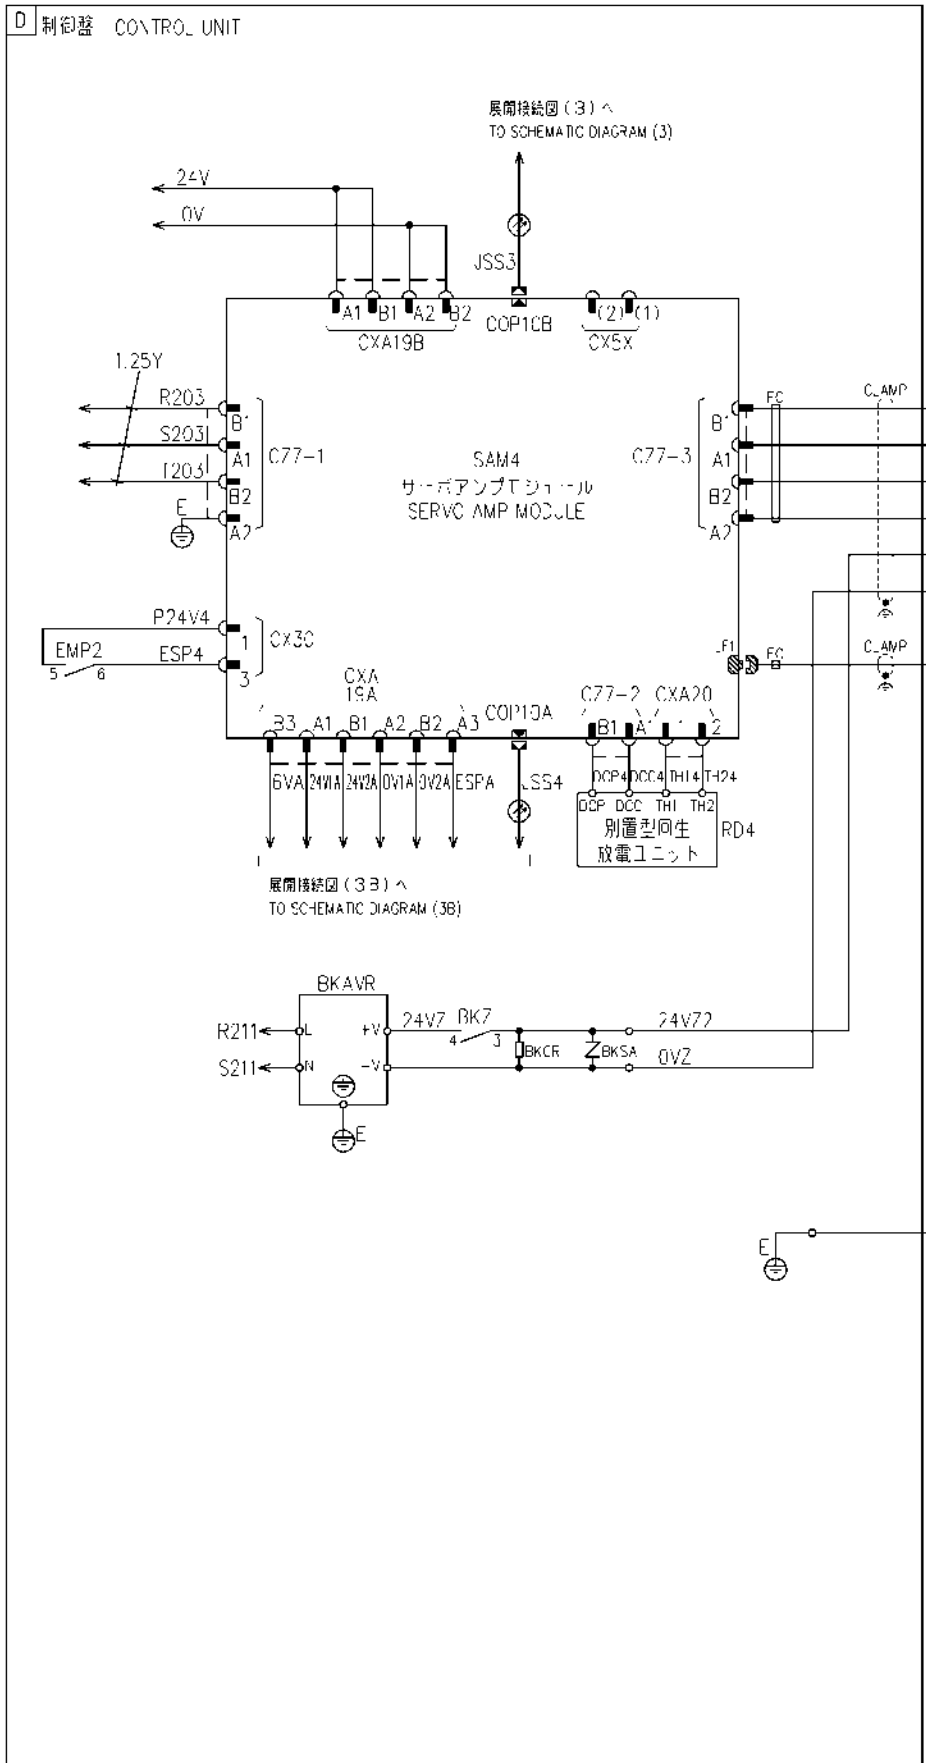 D 制御盤 CONTROL UNIT
展開接続図(3)へ
TO SCHEMATIC DIAGRAM (3)
24V
0V
JSS3
A1 B1 A2 B2
CXA19B
COP10B
(2) (1)
CX5X
1.25Y
R203
S203
T203
E
B1
A1
B2
A2
C77-1
SAM4
サーボアンプモジュール
SERVO AMP MODULE
C77-3
B1
A1
B2
A2
FC
CLAMP
P24V4
EMP2
5 6
ESP4
1
3
CX30
CXA
19A
B3 A1 B1 A2 B2 A3
COP10A
C77-2 CXA20
B1 A1 1 2
FC
CLAMP
6VA 24V1A 24V2A 0V1A 0V2A ESPA
JSS4
DCP4 DCC4 TH14 TH24
DCP DCC TH1 TH2
別置型回生
放電ユニット
RD4
展開接続図(3B)へ
TO SCHEMATIC DIAGRAM (3B)
BKAVR
R211
L
+V
24VZ
BKZ
4 3
24VZ2
S211
N
-V
BKCR
BKSA
0VZ
E
E